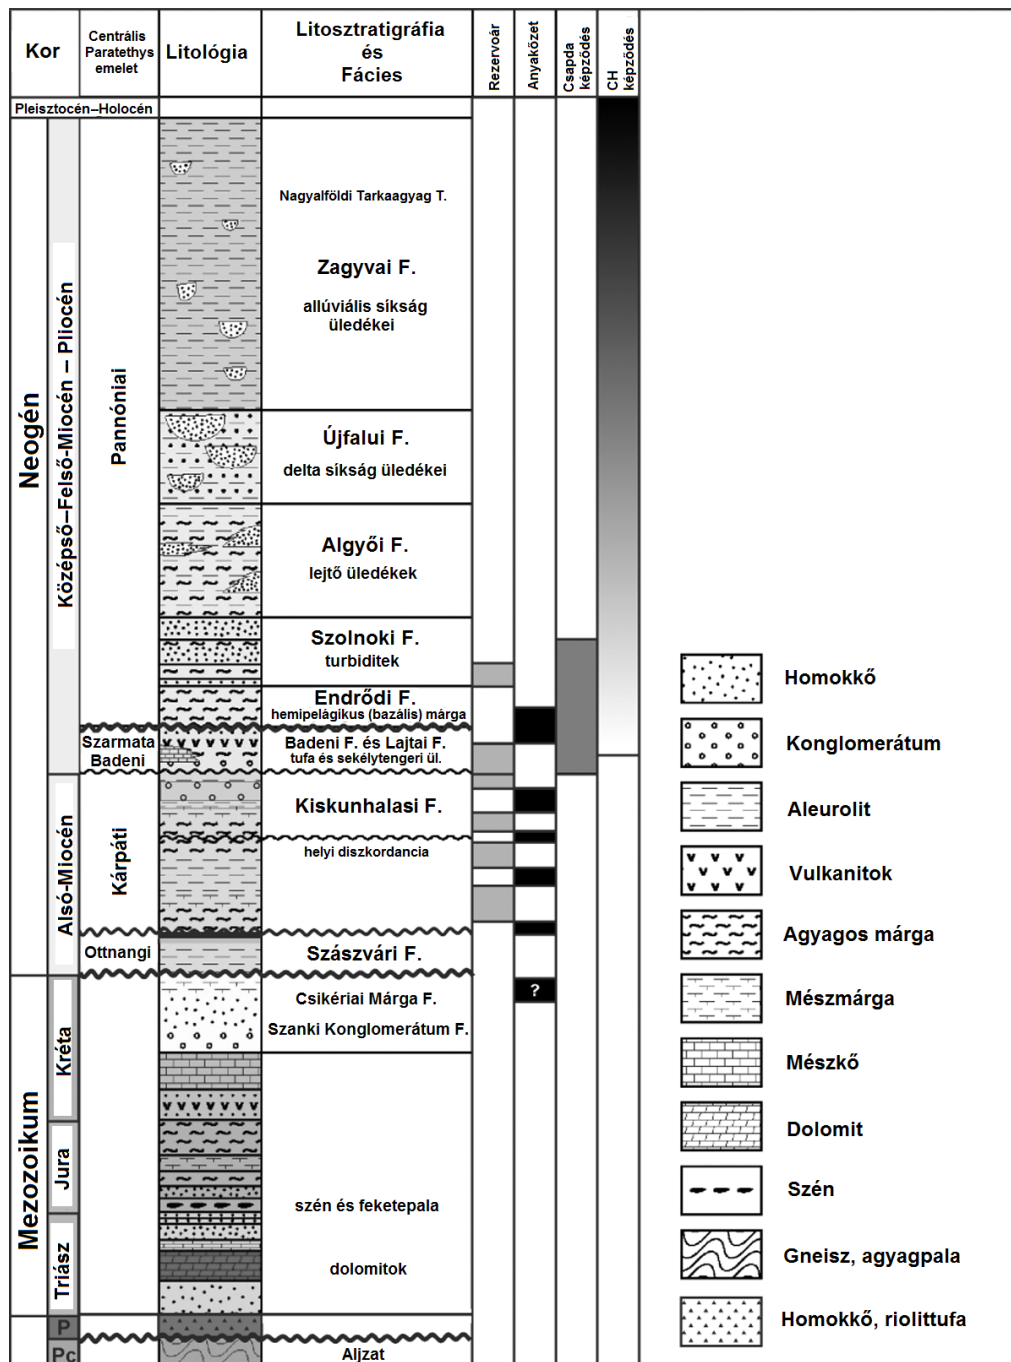 Kor
Centrális
Paratethys
emelet
Litológia
Litosztratigráfia
és
Fácies
Rezervoár
Anyakőzet
Csapda
képződés
CH
képződés
Pleisztocén–Holocén
Neogén
Középső–Felső-Miocén – Pliocén
Pannóniai
Nagyalföldi Tarkaagyag T.
Zagyvai F.
allúviális síkság
üledékei
Újfalui F.
delta síkság üledékei
Algyői F.
lejtő üledékek
Szolnoki F.
turbiditek
Endrődi F.
hemipelágikus (bazális) márga
Szarmata
Badeni
Badeni F. és Lajtai F.
tufa és sekélytengeri ül.
Alsó-Miocén
Kárpáti
Kiskunhalasi F.
helyi diszkordancia
Ottnangi
Szászvári F.
Mezozoikum
Kréta
Csikériai Márga F.
Szanki Konglomerátum F.
?
Jura
szén és feketepala
Triász
dolomitok
P
Pc
Aljzat
Homokkő
Konglomerátum
Aleurolit
Vulkanitok
Agyagos márga
Mészmárga
Mészkő
Dolomit
Szén
Gneisz, agyagpala
Homokkő, riolittufa